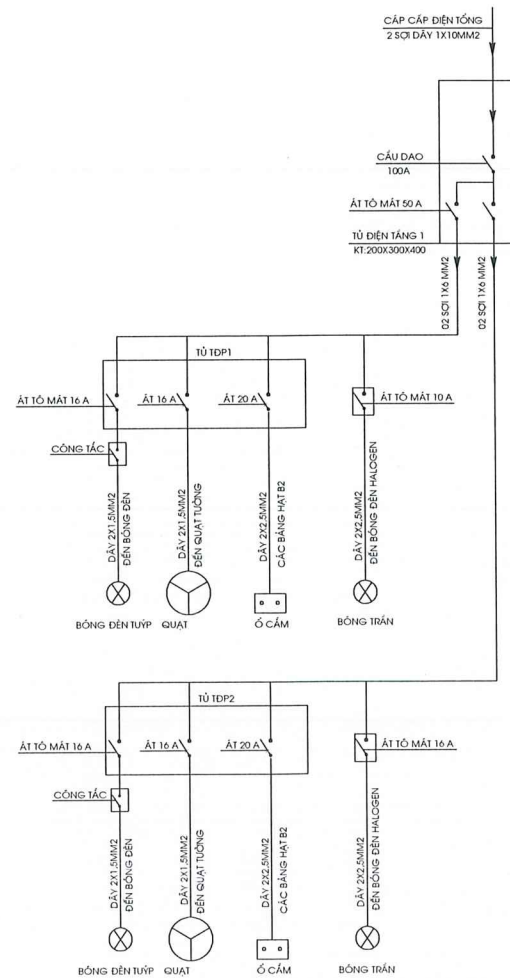 CÁP CẤP ĐIỆN TỔNG
2 SỢI DÂY 1X10MM2
CẦU DAO
100A
ÁT TÔ MÁT 50 A
TỦ ĐIỆN TẦNG 1
KT:200X300X400
02 SỢI 1X6 MM2
02 SỢI 1X6 MM2
TỦ TĐP1
ÁT TÔ MÁT 16 A
ÁT 16 A
ÁT 20 A
ÁT TÔ MÁT 10 A
CÔNG TẮC
DÂY 2X1,5MM2
ĐẾN BÓNG ĐÈN
DÂY 2X1,5MM2
ĐẾN QUẠT TƯỜNG
DÂY 2X2,5MM2
CÁC BẢNG HẠT B2
DÂY 2X2,5MM2
ĐẾN BÓNG ĐÈN HALOGEN
BÓNG ĐÈN TUÝP
QUẠT
Ổ CẮM
BÓNG TRẦN
TỦ TĐP2
ÁT TÔ MÁT 16 A
ÁT 16 A
ÁT 20 A
ÁT TÔ MÁT 16 A
CÔNG TẮC
DÂY 2X1,5MM2
ĐẾN BÓNG ĐÈN
DÂY 2X1,5MM2
ĐẾN QUẠT TƯỜNG
DÂY 2X2,5MM2
CÁC BẢNG HẠT B2
DÂY 2X2,5MM2
ĐẾN BÓNG ĐÈN HALOGEN
BÓNG ĐÈN TUÝP
QUẠT
Ổ CẮM
BÓNG TRẦN